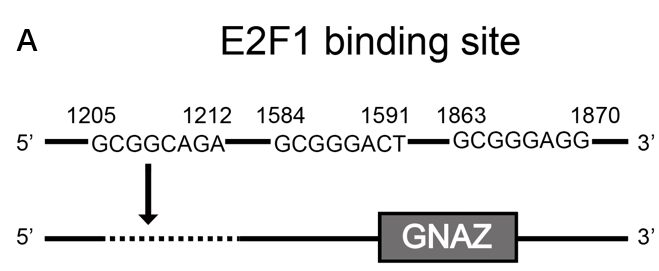 A
E2F1 binding site
1205 1212 1584 1591 1863 1870
5’ GCGGCAGA GCGGGACT GCGGGAGG 3’
5’ GNAZ 3’